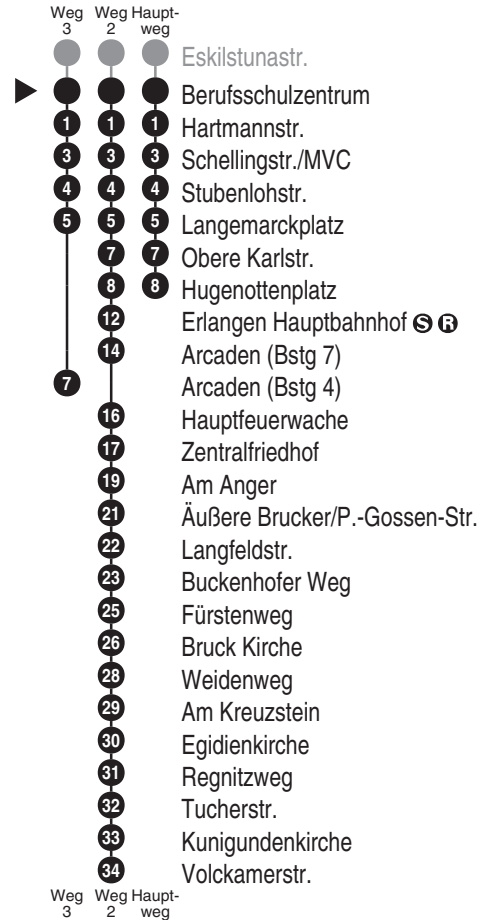 Weg Weg Haupt-
3 2 weg
Eskilstunastr.
Berufsschulzentrum
1 1 1 Hartmannstr.
3 3 3 Schellingstr./MVC
4 4 4 Stubenlohstr.
5 5 5 Langemarckplatz
7 7 Obere Karlstr.
8 8 Hugenottenplatz
12 Erlangen Hauptbahnhof S R
14 Arcaden (Bstg 7)
7 Arcaden (Bstg 4)
16 Hauptfeuerwache
17 Zentralfriedhof
19 Am Anger
21 Äußere Brucker/P.-Gossen-Str.
22 Langfeldstr.
23 Buckenhofer Weg
25 Fürstenweg
26 Bruck Kirche
28 Weidenweg
29 Am Kreuzstein
30 Egidienkirche
31 Regnitzweg
32 Tucherstr.
33 Kunigundenkirche
34 Volckamerstr.
Weg Weg Haupt-
3 2 weg